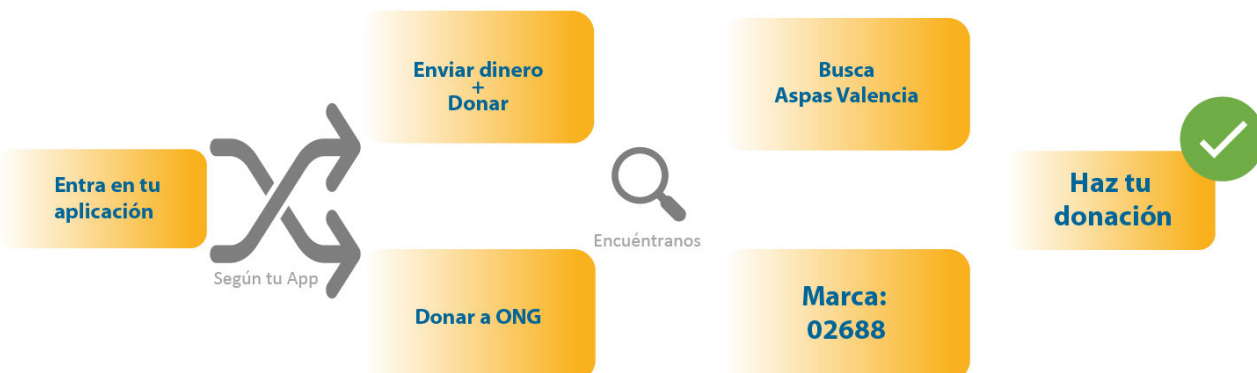 Entra en tu
aplicación
Según tu App
Enviar dinero
+
Donar
Donar a ONG
Encuéntranos
Busca
Aspas Valencia
Marca:
02688
Haz tu
donación